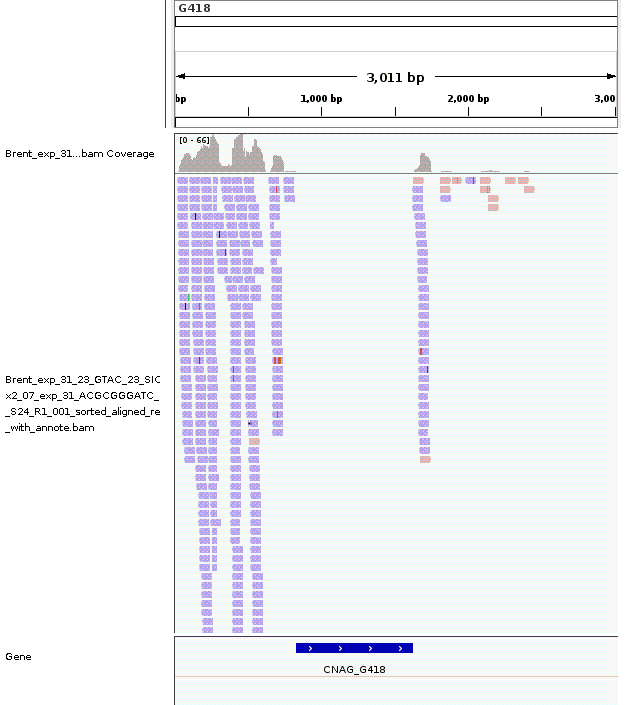 G418
3,011 bp
bp
1,000 bp
2,000 bp
3,00
[0 - 66]
Brent_exp_31...bam Coverage
Brent_exp_31_23_GTAC_23_SIC
x2_07_exp_31_ACGCGGGATC_
_S24_R1_001_sorted_aligned_re
_with_annote.bam
Gene
CNAG_G418